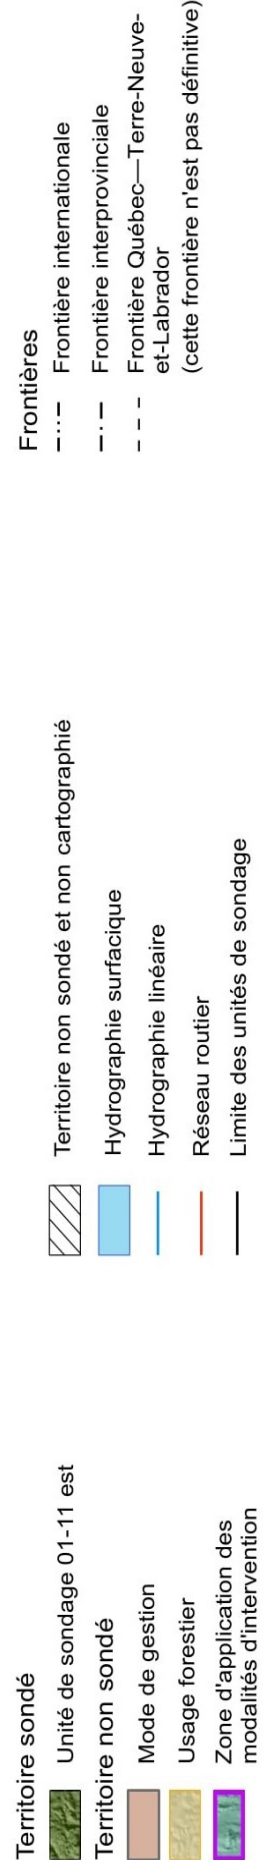 Territoire sondé
Unité de sondage 01-11 est
Territoire non sondé
Mode de gestion
Usage forestier
Zone d'application des
modalités d'intervention
Territoire non sondé et non cartographié
Hydrographie surfacique
Hydrographie linéaire
Réseau routier
Limite des unités de sondage
Frontières
Frontière internationale
Frontière interprovinciale
Frontière Québec—Terre-Neuve-
et-Labrador
(cette frontière n'est pas définitive)